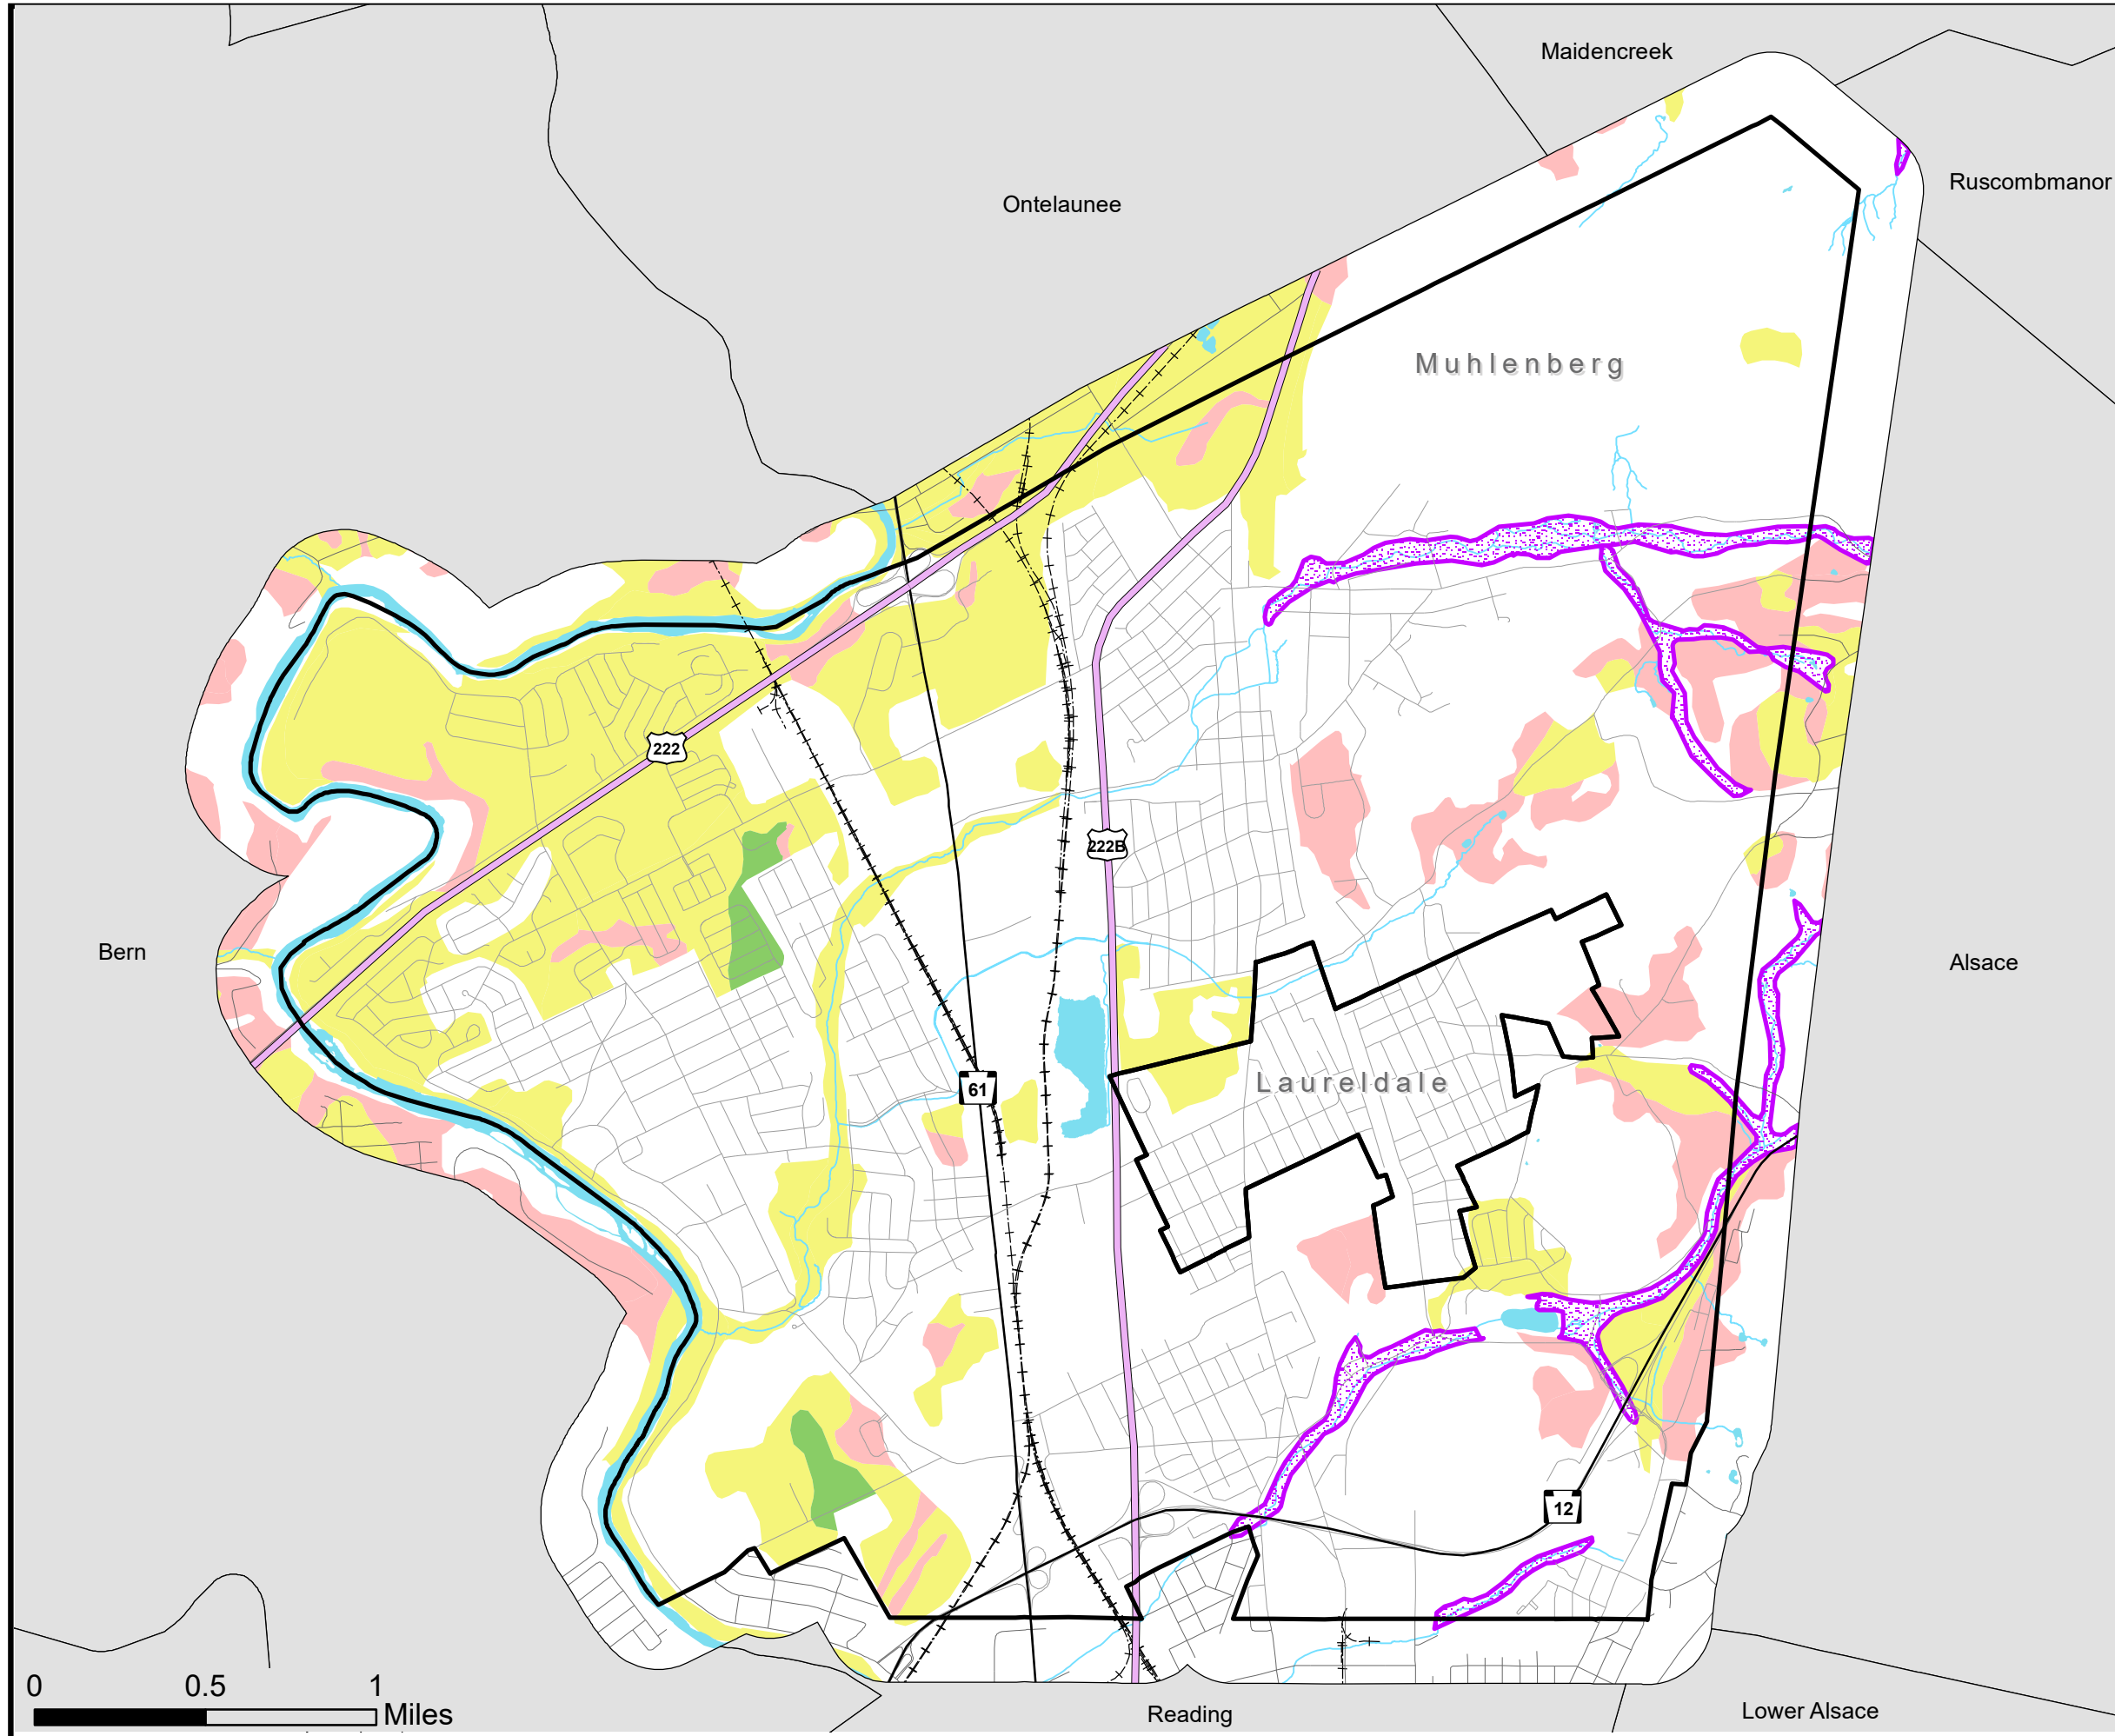 Maidencreek
Ruscombmanor
Ontelaunee
Muhlenberg
222
222B
Bern
Alsace
Laureldale
61
12
0 0.5 1
Miles
Reading
Lower Alsace